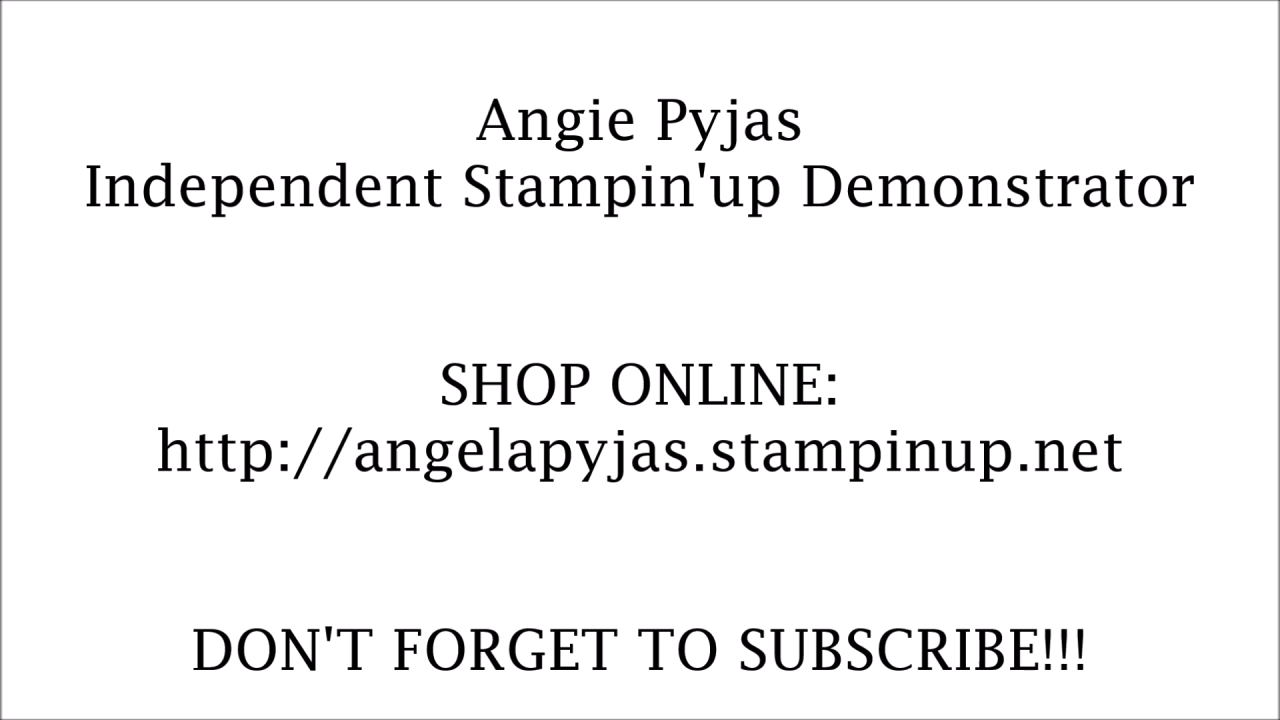 Angie Pyjas
Independent Stampin'up Demonstrator
SHOP ONLINE:
http://angelapyjas.stampinup.net
DON'T FORGET TO SUBSCRIBE!!!